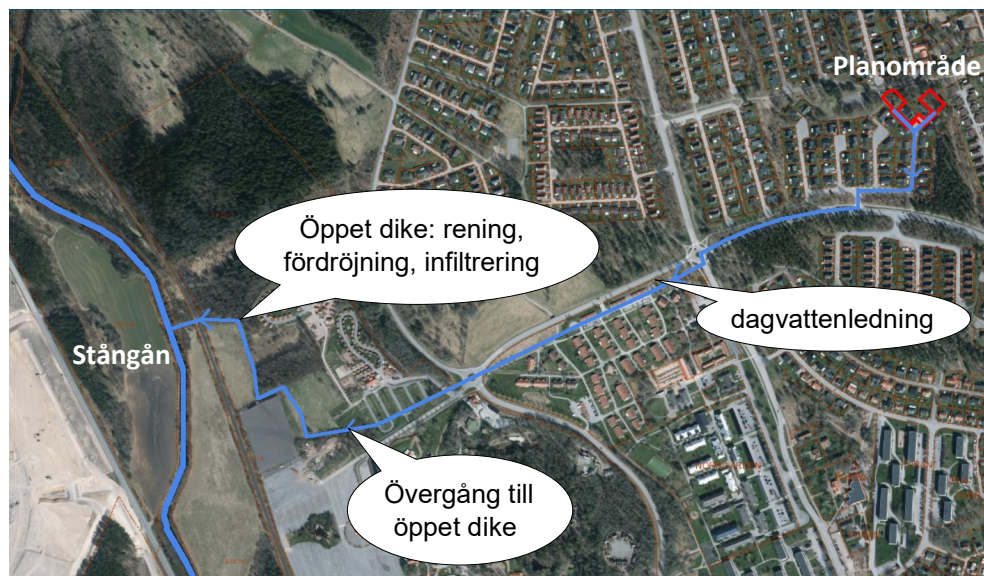 Planområde
Öppet dike: rening,
fördröjning, infiltrering
dagvattenledning
Stångån
Övergång till
öppet dike